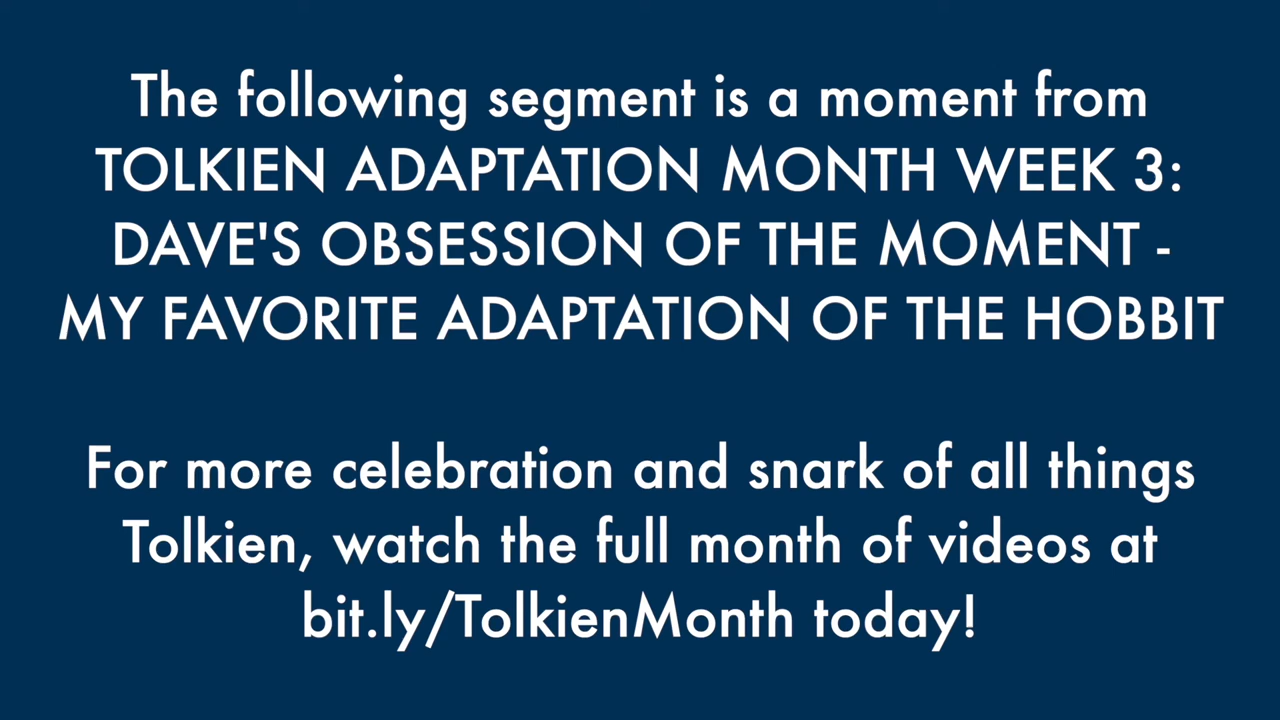 The following segment is a moment from
TOLKIEN ADAPTATION MONTH WEEK 3:
DAVE'S OBSESSION OF THE MOMENT -
MY FAVORITE ADAPTATION OF THE HOBBIT
For more celebration and snark of all things
Tolkien, watch the full month of videos at
bit.ly/TolkienMonth today!